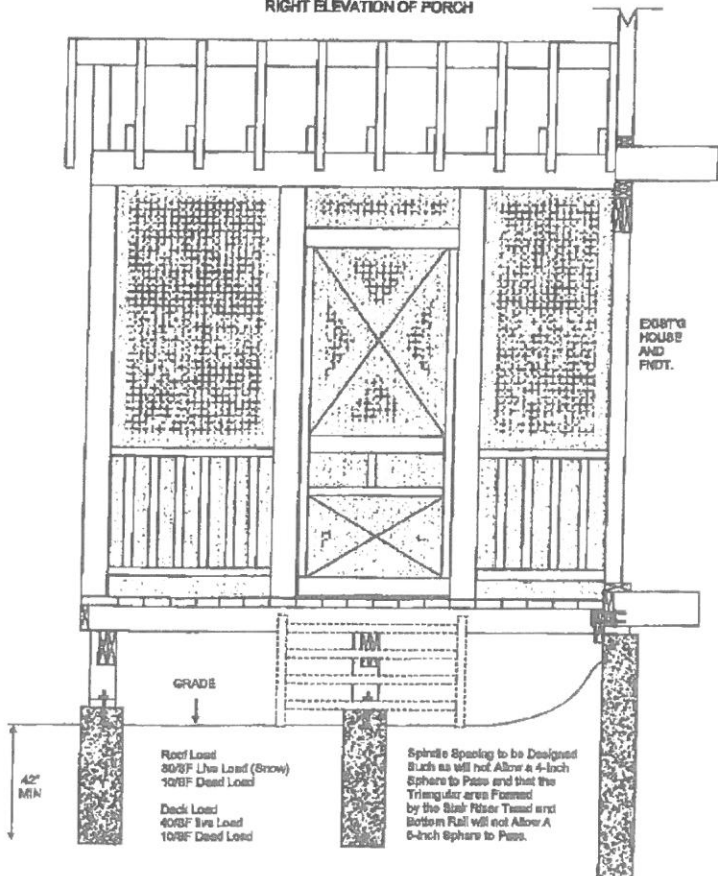 RIGHT ELEVATION OF PORCH
EXIST'G
HOUSE
AND
FNDT.
GRADE
42"
MIN
Roof Load
30/SF Live Load (Snow)
10/SF Dead Load
Deck Load
40/SF live Load
10/SF Dead Load
Spindle Spacing to be Designed
Such as will not Allow a 4-Inch
Sphere to Pass and that the
Triangular area Formed
by the Stair Riser Tread and
Bottom Rail will not Allow A
6-Inch Sphere to Pass.